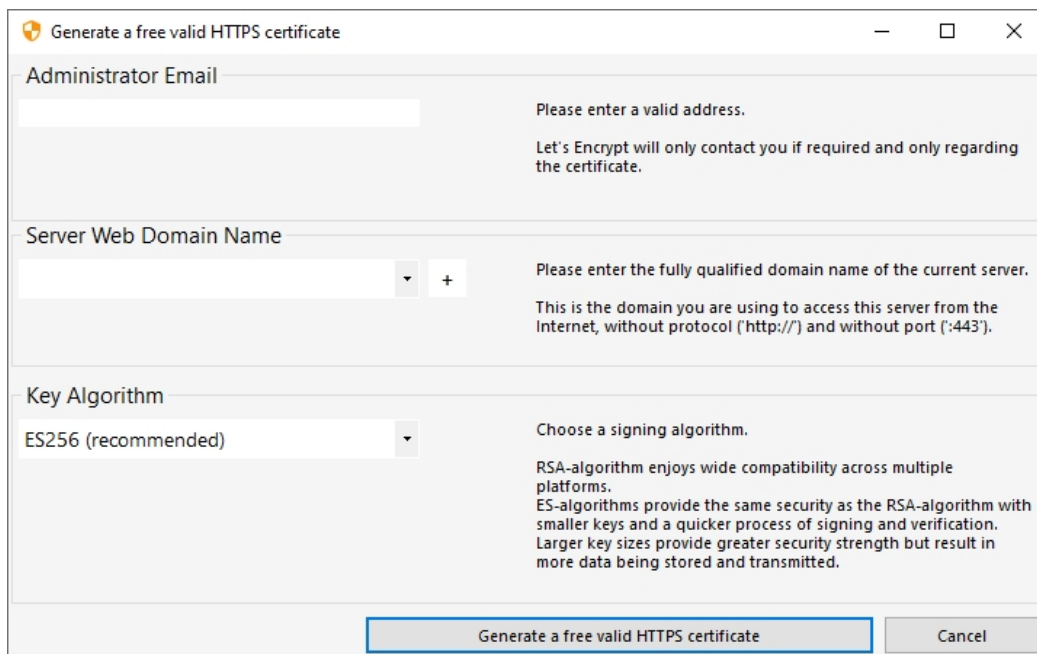 Generate a free valid HTTPS certificate
Administrator Email
Please enter a valid address.
Let's Encrypt will only contact you if required and only regarding
the certificate.
Server Web Domain Name
+
Please enter the fully qualified domain name of the current server.
This is the domain you are using to access this server from the
Internet, without protocol ('http://') and without port (':443').
Key Algorithm
ES256 (recommended)
Choose a signing algorithm.
RSA-algorithm enjoys wide compatibility across multiple
platforms.
ES-algorithms provide the same security as the RSA-algorithm with
smaller keys and a quicker process of signing and verification.
Larger key sizes provide greater security strength but result in
more data being stored and transmitted.
Generate a free valid HTTPS certificate
Cancel